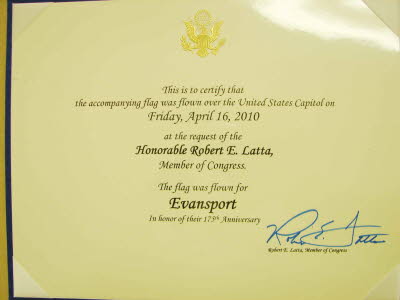 This is to certify that
the accompanying flag was flown over the United States Capitol on
Friday, April 16, 2010
at the request of the
Honorable Robert E. Latta,
Member of Congress.
The flag was flown for
Evansport
In honor of their 175th Anniversary
Robert E. Latta
Robert E. Latta, Member of Congress